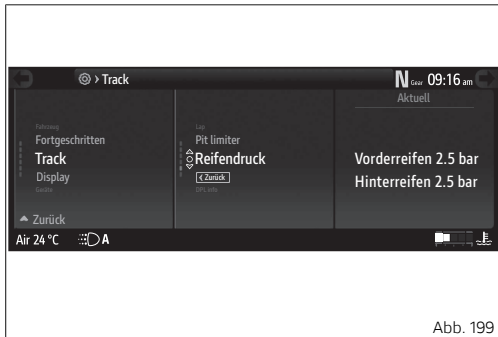 > Track
N Gear 09:16 am
Fahrzeug
Fortgeschritten
Track
Display
Geräte
Zurück
Lap
Pit limiter
Reifendruck
Zurück
DPL info
Aktuell
Vorderreifen 2.5 bar
Hinterreifen 2.5 bar
Air 24 °C
A
Abb. 199